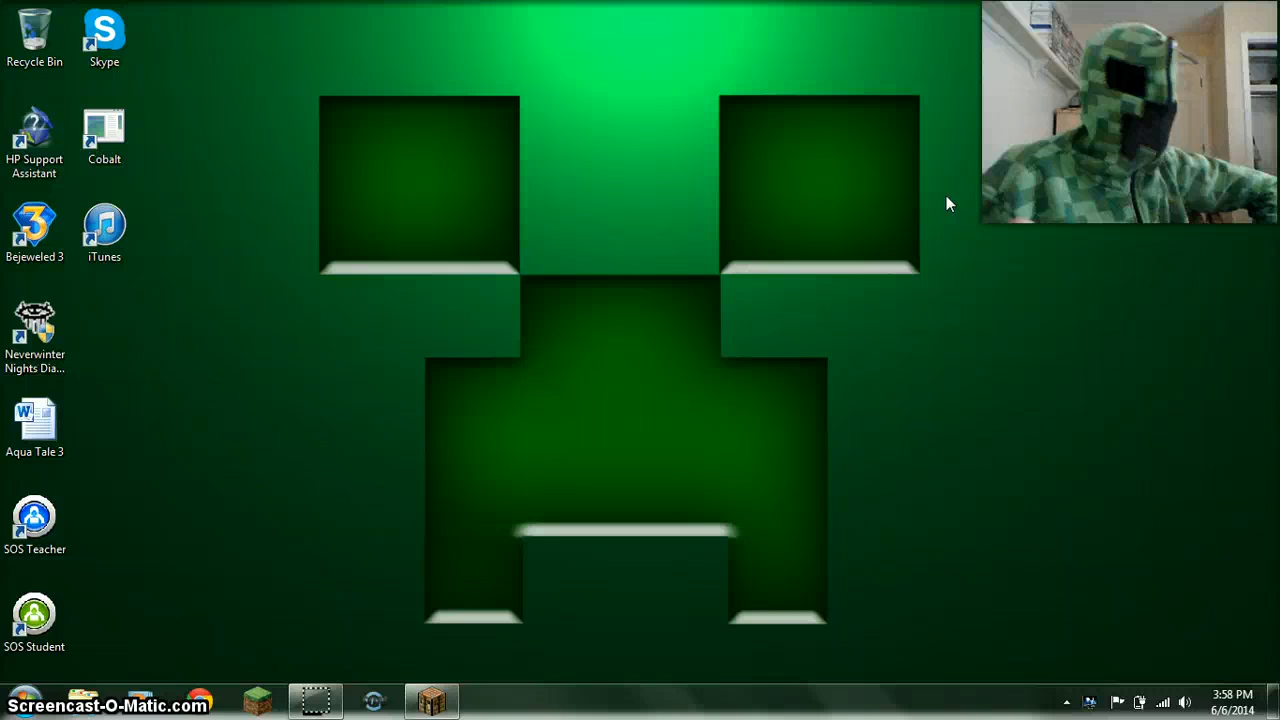 Recycle Bin
Skype
HP Support
Assistant
Cobalt
Bejeweled 3
iTunes
Neverwinter
Nights Dia...
Aqua Tale 3
SOS Teacher
SOS Student
Screencast-O-Matic.com
3:58 PM
6/6/2014